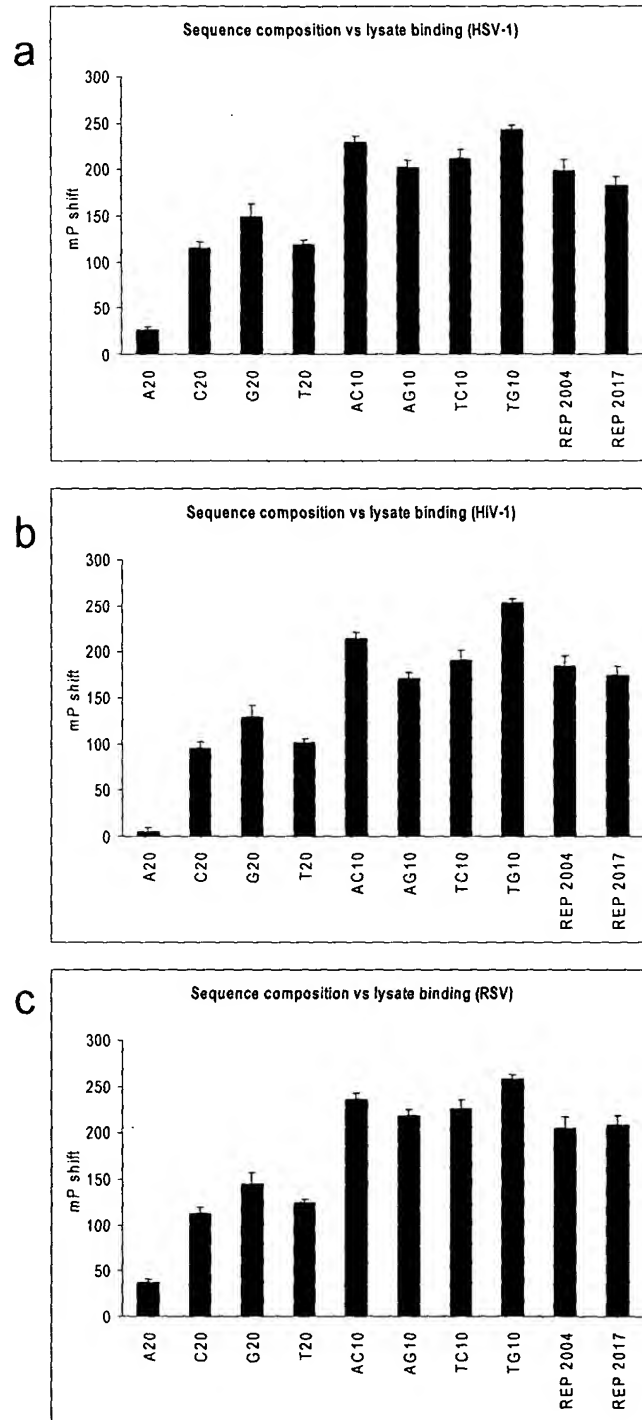 a
Sequence composition vs lysate binding (HSV-1)
mP shift
300
250
200
150
100
50
0
A20
C20
G20
T20
AC10
AG10
TC10
TG10
REP 2004
REP 2017
b
Sequence composition vs lysate binding (HIV-1)
mP shift
300
250
200
150
100
50
0
A20
C20
G20
T20
AC10
AG10
TC10
TG10
REP 2004
REP 2017
c
Sequence composition vs lysate binding (RSV)
mP shift
300
250
200
150
100
50
0
A20
C20
G20
T20
AC10
AG10
TC10
TG10
REP 2004
REP 2017